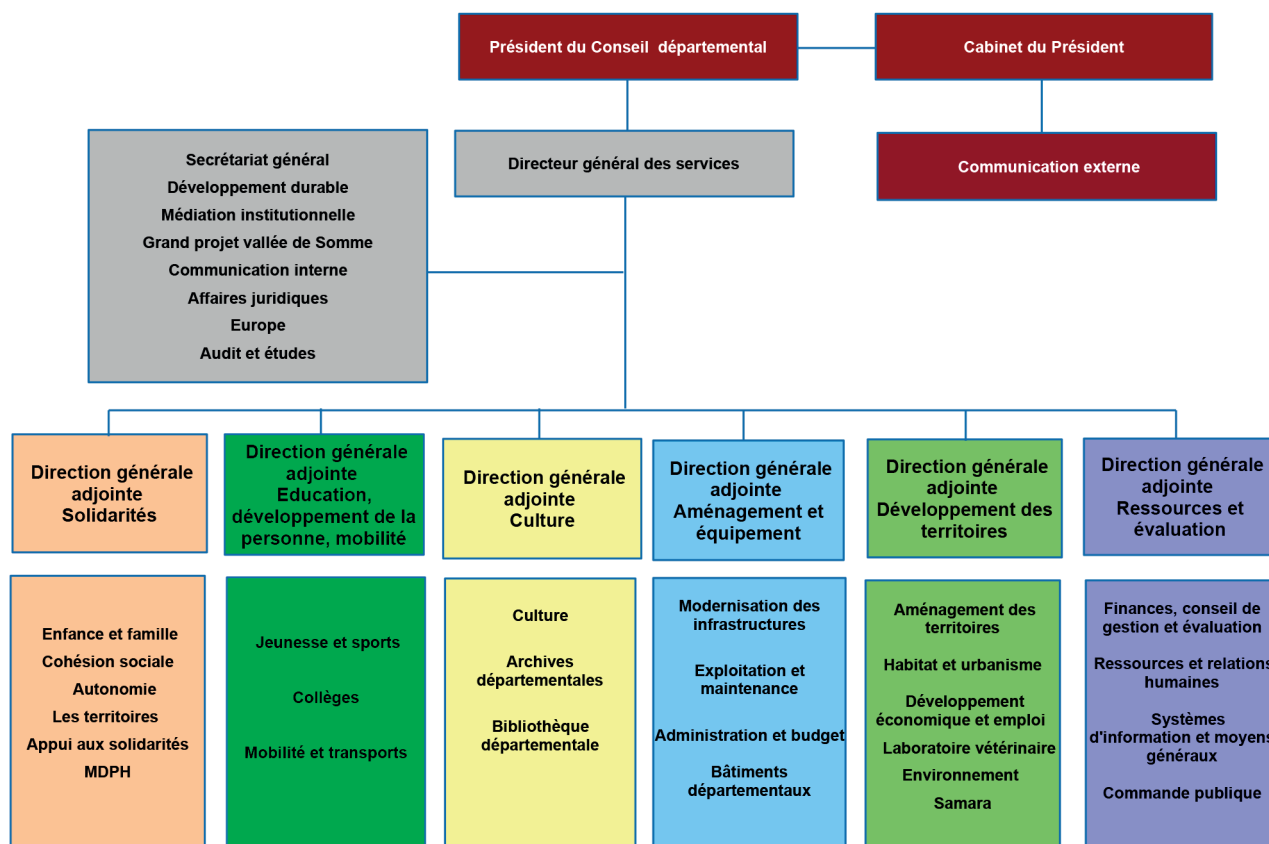 Président du Conseil départemental
Cabinet du Président
Secrétariat général
Développement durable
Médiation institutionnelle
Grand projet vallée de Somme
Communication interne
Affaires juridiques
Europe
Audit et études
Directeur général des services
Communication externe
Direction générale
adjointe
Solidarités
Direction générale
adjointe
Education,
développement de la
personne, mobilité
Direction générale
adjointe
Culture
Direction générale
adjointe
Aménagement et
équipement
Direction générale
adjointe
Développement des
territoires
Direction générale
adjointe
Ressources et
évaluation
Enfance et famille
Cohésion sociale
Autonomie
Les territoires
Appui aux solidarités
MDPH
Jeunesse et sports
Collèges
Mobilité et transports
Culture
Archives
départementales
Bibliothèque
départementale
Modernisation des
infrastructures
Exploitation et
maintenance
Administration et budget
Bâtiments
départementaux
Aménagement des
territoires
Habitat et urbanisme
Développement
économique et emploi
Laboratoire vétérinaire
Environnement
Samara
Finances, conseil de
gestion et évaluation
Ressources et relations
humaines
Systèmes
d'information et moyens
généraux
Commande publique